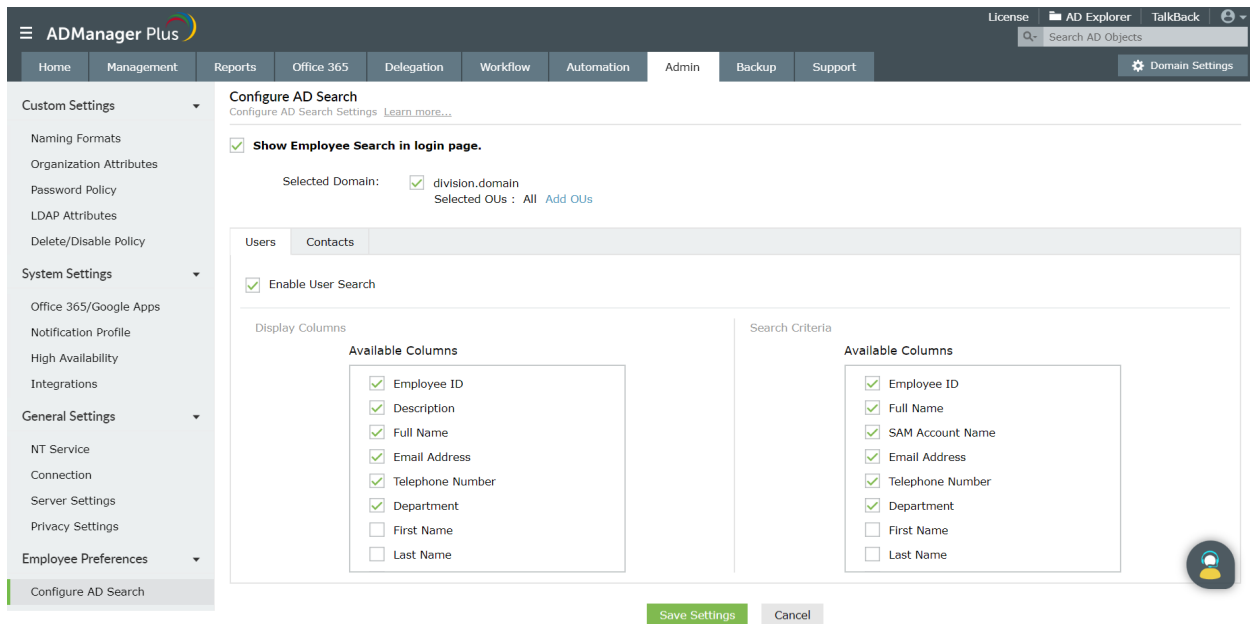 License
AD Explorer
TalkBack
ADManager Plus
Search AD Objects
Home
Management
Reports
Office 365
Delegation
Workflow
Automation
Admin
Backup
Support
Domain Settings
Custom Settings
Naming Formats
Organization Attributes
Password Policy
LDAP Attributes
Delete/Disable Policy
System Settings
Office 365/Google Apps
Notification Profile
High Availability
Integrations
General Settings
NT Service
Connection
Server Settings
Privacy Settings
Employee Preferences
Configure AD Search
Configure AD Search
Configure AD Search Settings Learn more...
Show Employee Search in login page.
Selected Domain: division.domain
Selected OUs : All Add OUs
Users
Contacts
Enable User Search
Display Columns
Available Columns
Employee ID
Description
Full Name
Email Address
Telephone Number
Department
First Name
Last Name
Search Criteria
Available Columns
Employee ID
Full Name
SAM Account Name
Email Address
Telephone Number
Department
First Name
Last Name
Save Settings
Cancel